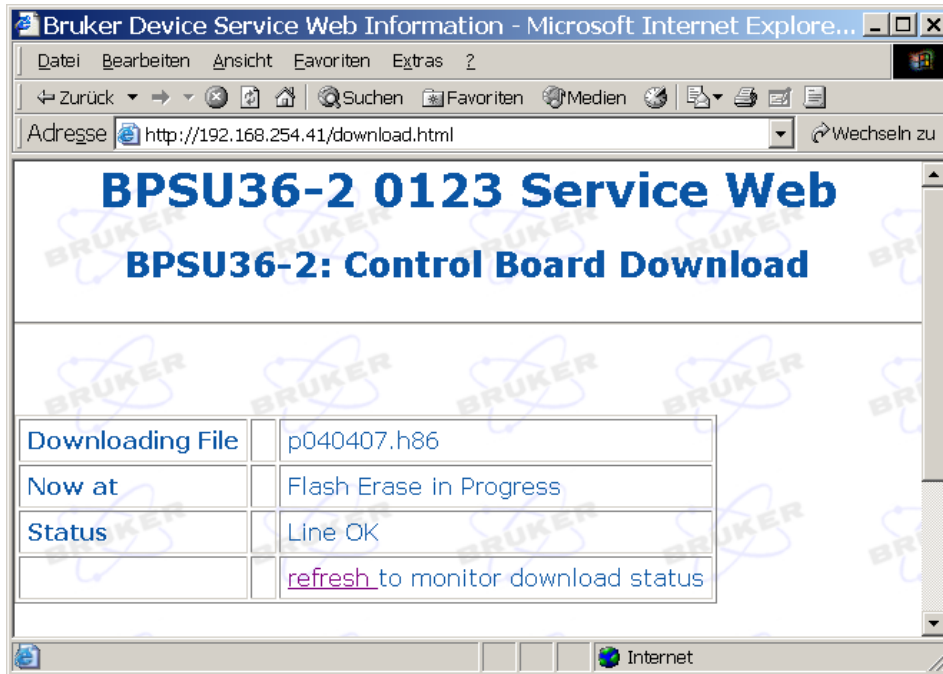 Bruker Device Service Web Information - Microsoft Internet Explore...
Datei Bearbeiten Ansicht Favoriten Extras ?
Zurück Suchen Favoriten Medien
Adresse http://192.168.254.41/download.html Wechseln zu
BPSU36-2 0123 Service Web
BPSU36-2: Control Board Download
Downloading File p040407.h86
Now at Flash Erase in Progress
Status Line OK
refresh to monitor download status
Internet